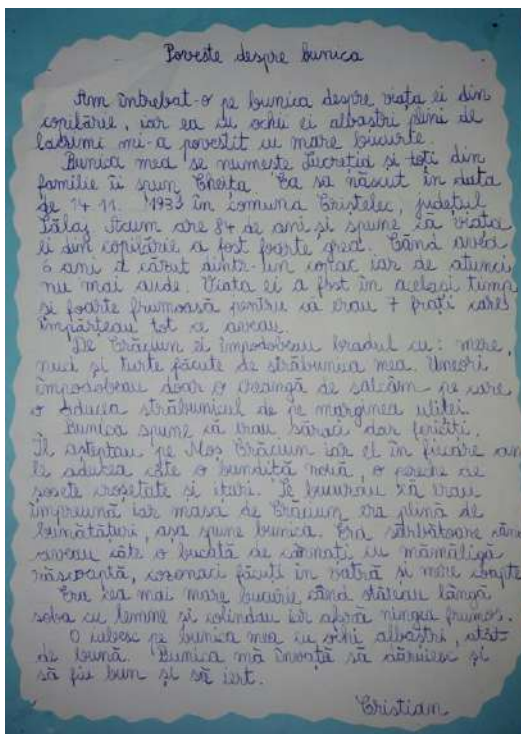 Poveste despre bunica
Am întrebat-o pe bunica despre viața ei din
copilărie, iar ea cu ochii ei albaștri plini de
lacrimi mi-a povestit cu mare bucurie.
Bunica mea se numește Lucreția și toți din
familie îi spun Chița. Ea sa născut în data
de 14 11. 1933 în comuna Cristelec, județul
Sălaj. Acum are 84 de ani și spune că viața
ei din copilărie a fost foarte grea. Când avea
6 ani a căzut dintr-un copac iar de atunci
nu mai aude. Viata ei a fost în același timp
și foarte frumoasă pentru că erau 7 frați care
împărțeau tot ce aveau.
De Crăciun ei împodobeau bradul cu: mere,
nuci și turte făcute de străbunica mea. Uneori
împodobeau doar o creangă de salcâm pe care
o aducea străbunicul de pe marginea uliței.
Bunica spune că erau săraci dar fericiți.
Îl așteptau pe Moș Crăciun iar el în fiecare an
le aducea câte o bundiță nouă, o pereche de
șosete croșetate și ițari. Se bucurau că erau
împreună iar masa de Crăciun era plină de
bunătățuri, așa spune bunica. Era sărbătoare când
aveau câte o bucată de cârnați cu mămăligă
răscoaptă, cozonaci făcuți în vatră și mere coapte
Era cea mai mare bucurie când stăteau lângă
soba cu lemne și colindau iar afară ningea frumos.
O iubesc pe bunica mea cu ochi albaștri, atât
de bună. Bunica mă învață să dăruiesc și
să fiu bun și să iert.
Cristian